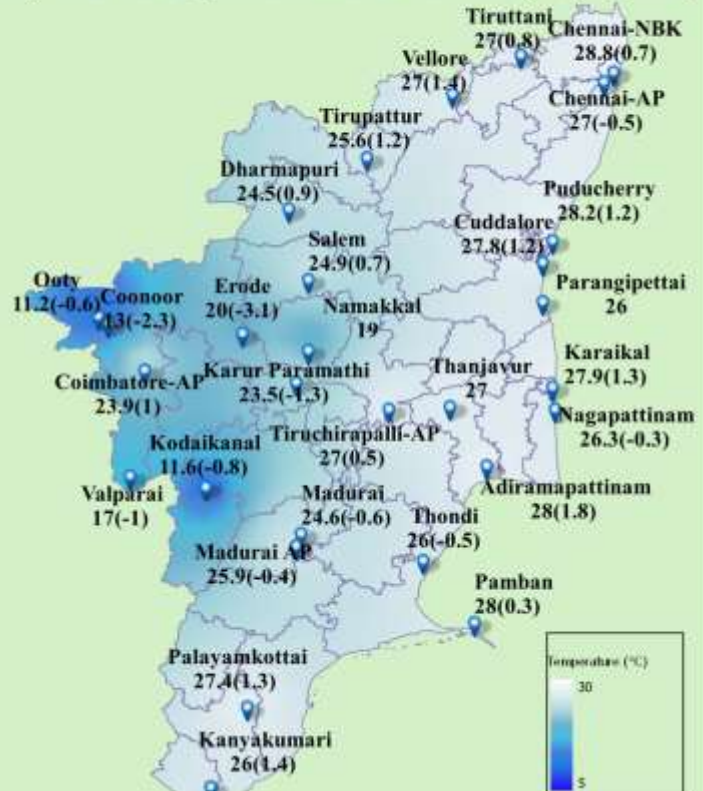 Tiruttani
27(0.8)
Chennai-NBK
28.8(0.7)
Vellore
27(1.4)
Chennai-AP
27(-0.5)
Tirupattur
25.6(1.2)
Dharmapuri
24.5(0.9)
Puducherry
28.2(1.2)
Cuddalore
27.8(1.2)
Salem
24.9(0.7)
Ooty
11.2(-0.6)
Coonoor
13(-2.3)
Erode
20(-3.1)
Namakkal
19
Parangipettai
26
Coimbatore-AP
23.9(1)
Karur Paramathi
23.5(-1.3)
Thanjavur
27
Karaikal
27.9(1.3)
Nagapattinam
26.3(-0.3)
Tiruchirapalli-AP
27(0.5)
Kodaikanal
11.6(-0.8)
Valparai
17(-1)
Madurai
24.6(-0.6)
Adiramapattinam
28(1.8)
Thondi
26(-0.5)
Madurai AP
25.9(-0.4)
Pamban
28(0.3)
Palayamkottai
27.4(1.3)
Kanyakumari
26(1.4)
Temperature (°C)
30
5